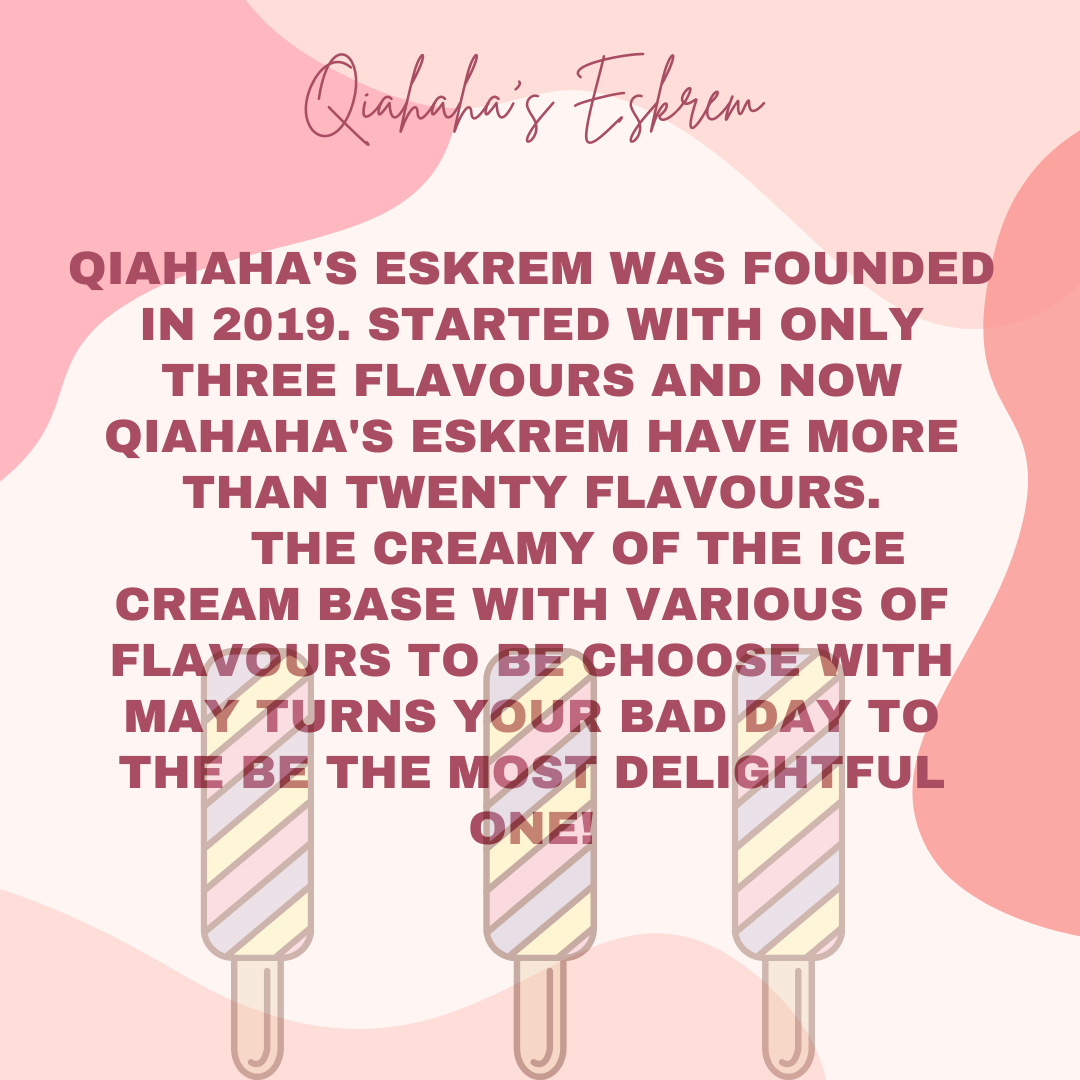 Qiahaha's Eskrem
QIAHAHA'S ESKREM WAS FOUNDED
IN 2019. STARTED WITH ONLY
THREE FLAVOURS AND NOW
QIAHAHA'S ESKREM HAVE MORE
THAN TWENTY FLAVOURS.
THE CREAMY OF THE ICE
CREAM BASE WITH VARIOUS OF
FLAVOURS TO BE CHOOSE WITH
MAY TURNS YOUR BAD DAY TO
THE BE THE MOST DELIGHTFUL
ONE!